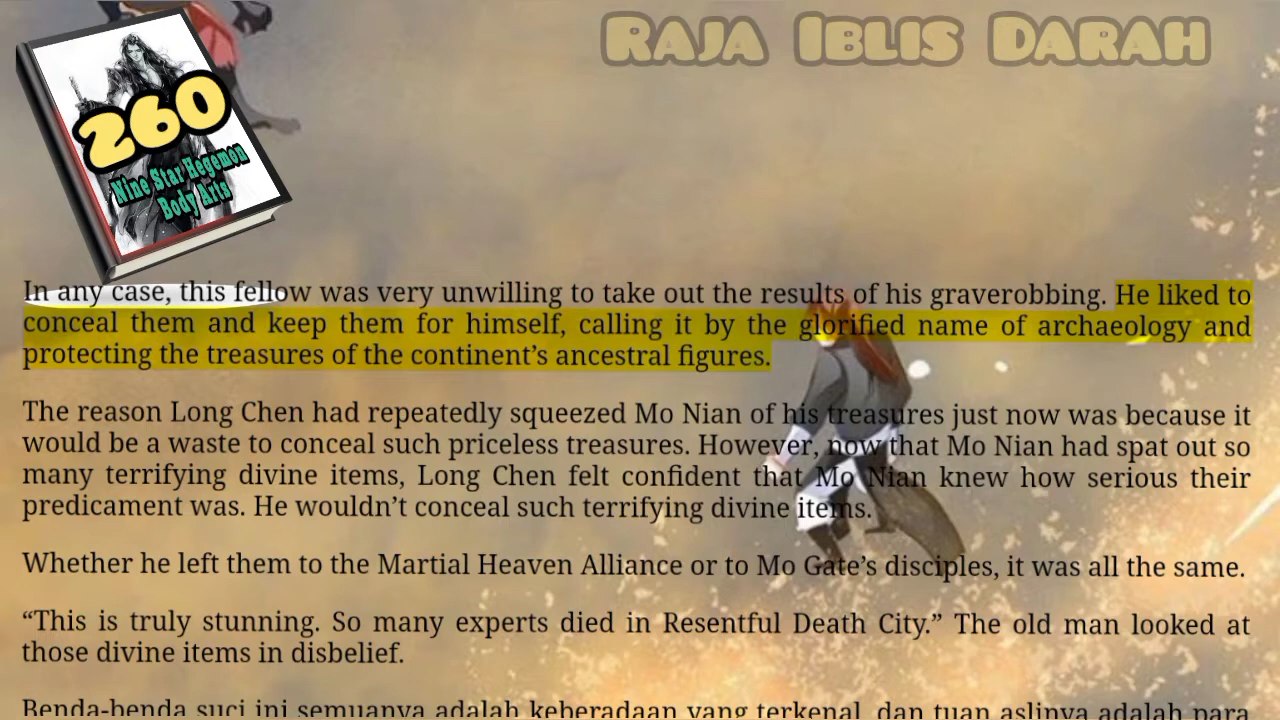 RAJA IBLIS DARAH
260
Nine Star Hegemon
Body Arts
In any case, this fellow was very unwilling to take out the results of his graverobbing. He liked to
conceal them and keep them for himself, calling it by the glorified name of archaeology and
protecting the treasures of the continent’s ancestral figures.
The reason Long Chen had repeatedly squeezed Mo Nian of his treasures just now was because it
would be a waste to conceal such priceless treasures. However, now that Mo Nian had spat out so
many terrifying divine items, Long Chen felt confident that Mo Nian knew how serious their
predicament was. He wouldn’t conceal such terrifying divine items.
Whether he left them to the Martial Heaven Alliance or to Mo Gate’s disciples, it was all the same.
“This is truly stunning. So many experts died in Resentful Death City.” The old man looked at
those divine items in disbelief.
Benda-benda suci ini semuanya adalah keberadaan yang terkenal, dan tuan aslinya adalah para